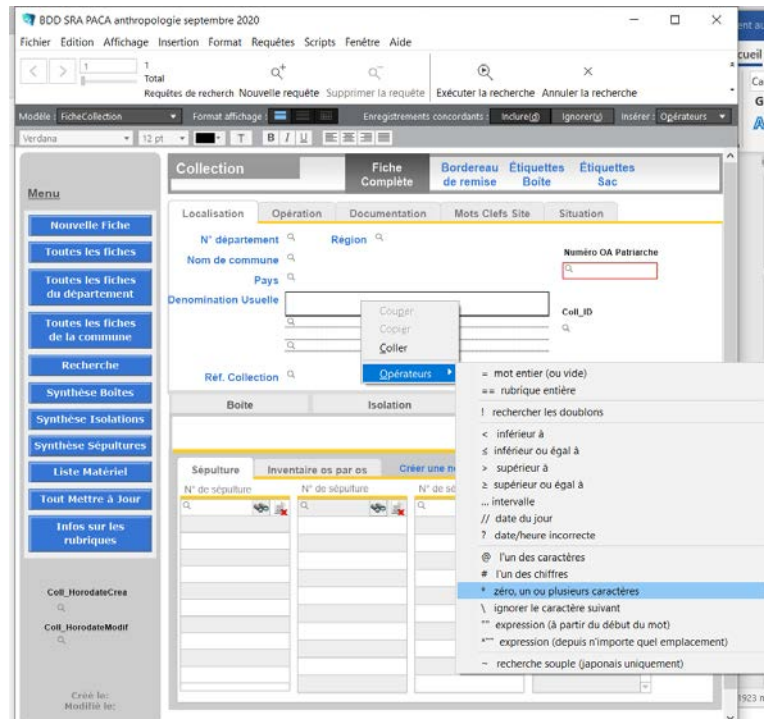 BDD SRA PACA anthropologie septembre 2020
Fichier Edition Affichage Insertion Format Requêtes Scripts Fenêtre Aide
1
1
Total
Requêtes de recherch Nouvelle requête Supprimer la requête Exécuter la recherche Annuler la recherche
Modèle : FicheCollection Format affichage : Enregistrements concordants : Inclure(d) Ignorer(y) Insérer : Opérateurs
Verdana 12 pt T B I U
Collection
Fiche Complète
Bordereau de remise
Étiquettes Boîte
Étiquettes Sac
Menu
Nouvelle Fiche
Toutes les fiches
Toutes les fiches
du département
Toutes les fiches
de la commune
Recherche
Synthèse Boîtes
Synthèse Isolations
Synthèse Sépultures
Liste Matériel
Tout Mettre à Jour
Infos sur les
rubriques
Coll_HorodateCrea
Coll_HorodateModif
Créé le:
Modifié le:
Localisation Opération Documentation Mots Clefs Site Situation
N° département Région
Nom de commune
Pays
Denomination Usuelle
Numéro OA Patriarche
Coll_ID
Réf. Collection
Couper
Copier
Coller
Opérateurs
= mot entier (ou vide)
== rubrique entière
! rechercher les doublons
< inférieur à
≤ inférieur ou égal à
> supérieur à
≥ supérieur ou égal à
... intervalle
// date du jour
? date/heure incorrecte
@ l'un des caractères
# l'un des chiffres
* zéro, un ou plusieurs caractères
\ ignorer le caractère suivant
"" expression (à partir du début du mot)
*"" expression (depuis n'importe quel emplacement)
~ recherche souple (japonais uniquement)
Boite Isolation
Sépulture Inventaire os par os Créer une
N° de sépulture N° de sépulture N° de
cueil
G
A